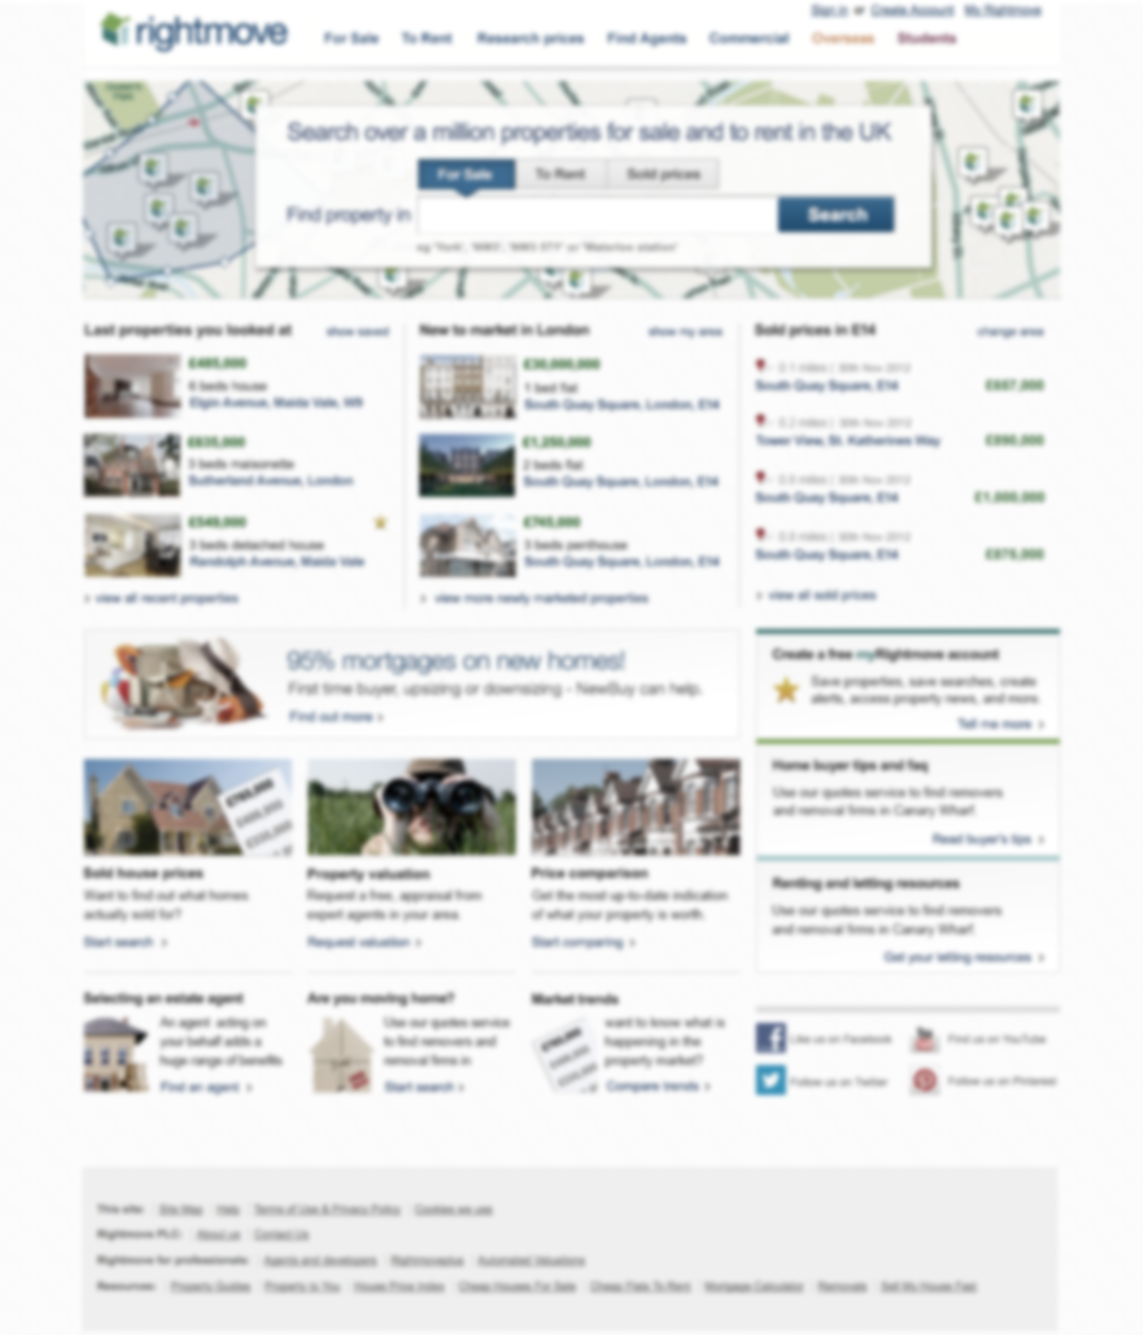 Sign in or Create Account My Rightmove
rightmove
For Sale To Rent Research prices Find Agents Commercial Overseas Students
Search over a million properties for sale and to rent in the UK
For Sale To Rent Sold prices
Find property in
Search
eg 'York', 'NW3', 'NW3 5TY' or 'Waterloo station'
Last properties you looked at show saved
6 beds house
Elgin Avenue, Maida Vale, W9
3 beds maisonette
Sutherland Avenue, London
3 beds detached house
Randolph Avenue, Maida Vale
view all recent properties
New to market in London show my area
£30,000,000
1 bed flat
South Quay Square, London, E14
£1,250,000
2 beds flat
South Quay Square, London, E14
3 beds penthouse
South Quay Square, London, E14
view more newly marketed properties
Sold prices in E14 change area
South Quay Square, E14
Tower View, St. Katherines Way
South Quay Square, E14 £1,000,000
South Quay Square, E14
view all sold prices
95% mortgages on new homes!
First time buyer, upsizing or downsizing - NewBuy can help.
Find out more
Create a free myRightmove account
Save properties, save searches, create
alerts, access property news, and more.
Tell me more
Home buyer tips and faq
Use our quotes service to find removers
and removal firms in Canary Wharf.
Read buyer's tips
Renting and letting resources
Use our quotes service to find removers
and removal firms in Canary Wharf.
Get your letting resources
Sold house prices
Want to find out what homes
actually sold for?
Start search
Property valuation
Request a free, appraisal from
expert agents in your area.
Request valuation
Price comparison
Get the most up-to-date indication
of what your property is worth.
Start comparing
Selecting an estate agent
An agent acting on
your behalf adds a
huge range of benefits
Find an agent
Are you moving home?
Use our quotes service
to find removers and
removal firms in
Start search
Market trends
want to know what is
happening in the
property market?
Compare trends
Like us on Facebook Find us on YouTube
Follow us on Twitter Follow us on Pinterest
This site: Site Map Help Terms of Use & Privacy Policy Cookies we use
Rightmove PLC: About us Contact Us
Rightmove for professionals: Agents and developers Rightmoveplus Automated Valuations
Resources: Property Guides Property to You House Price Index Cheap Houses For Sale Cheap Flats To Rent Mortgage Calculator Removals Sell My House Fast